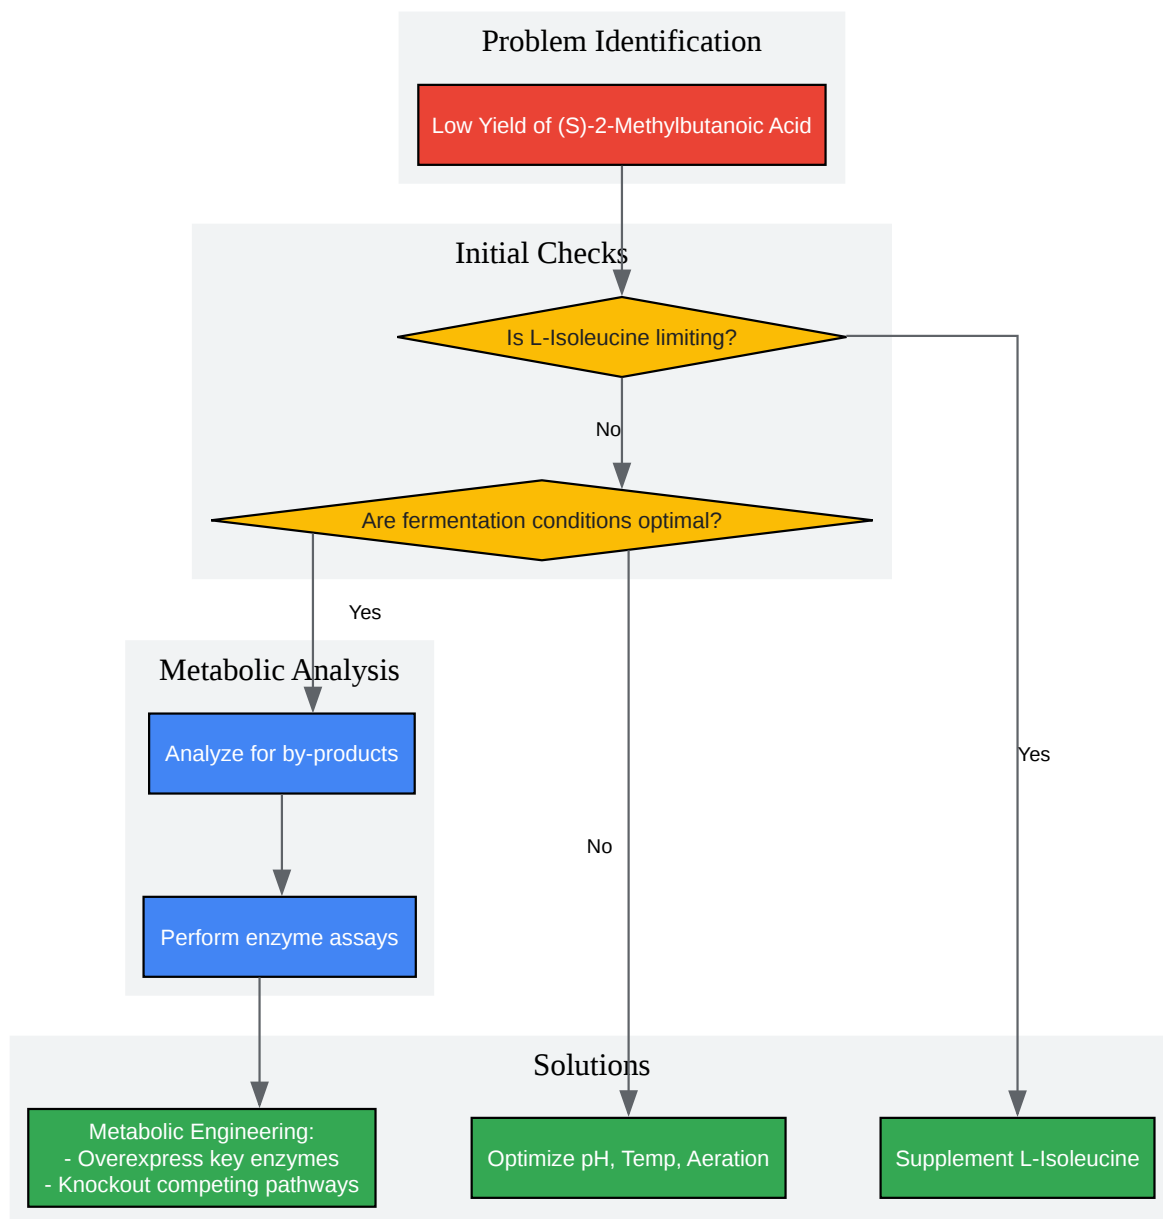 Problem Identification
Low Yield of (S)-2-Methylbutanoic Acid
Initial Checks
Is L-Isoleucine limiting?
No
Are fermentation conditions optimal?
Yes
Metabolic Analysis
Analyze for by-products
Yes
No
Perform enzyme assays
Solutions
Metabolic Engineering:
- Overexpress key enzymes
- Knockout competing pathways
Optimize pH, Temp, Aeration
Supplement L-Isoleucine